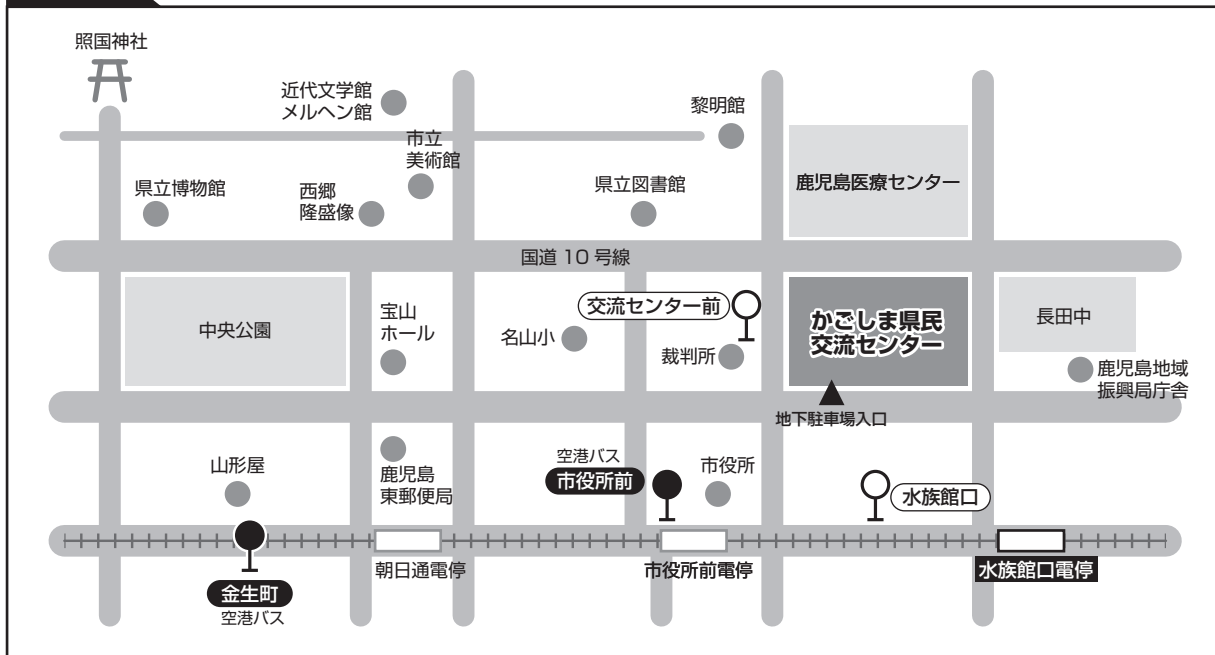 照国神社
近代文学館
メルヘン館
市立
美術館
黎明館
県立博物館
西郷
隆盛像
県立図書館
鹿児島医療センター
国道 10 号線
中央公園
宝山
ホール
名山小
交流センター前
裁判所
かごしま県民
交流センター
長田中
鹿児島地域
振興局庁舎
地下駐車場入口
山形屋
鹿児島
東郵便局
空港バス
市役所前
市役所
水族館口
朝日通電停
市役所前電停
水族館口電停
金生町
空港バス